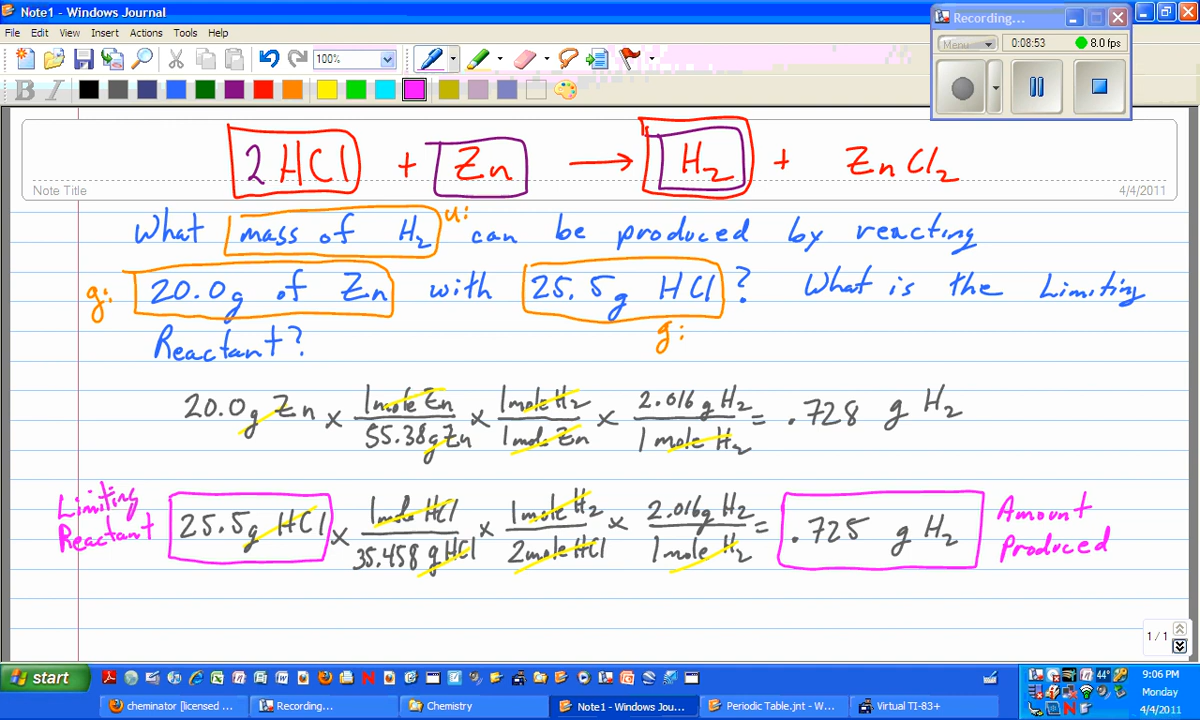 Note1 - Windows Journal
File Edit View Insert Actions Tools Help
Recording...
Menu 0:08:53 8.0 fps
100%
B I
2 HCl + Zn → H₂ + ZnCl₂
Note Title
4/4/2011
What mass of H₂ u: can be produced by reacting
g: 20.0g of Zn with 25.5g HCl? What is the Limiting
g:
Reactant?
20.0g Zn x 1mole Zn/55.38g Zn x 1mole H₂/1mole Zn x 2.016 g H₂/1 mole H₂ = .728 g H₂
Limiting Reactant 25.5g HCl x 1mole HCl/35.458 g HCl x 1mole H₂/2mole HCl x 2.016g H₂/1mole H₂ = .725 g H₂ Amount Produced
1 / 1
start
44°
9:06 PM
Monday
4/4/2011
cheminator [licensed ...
Recording...
Chemistry
Note1 - Windows Jou...
Periodic Table.jnt - W...
Virtual TI-83+